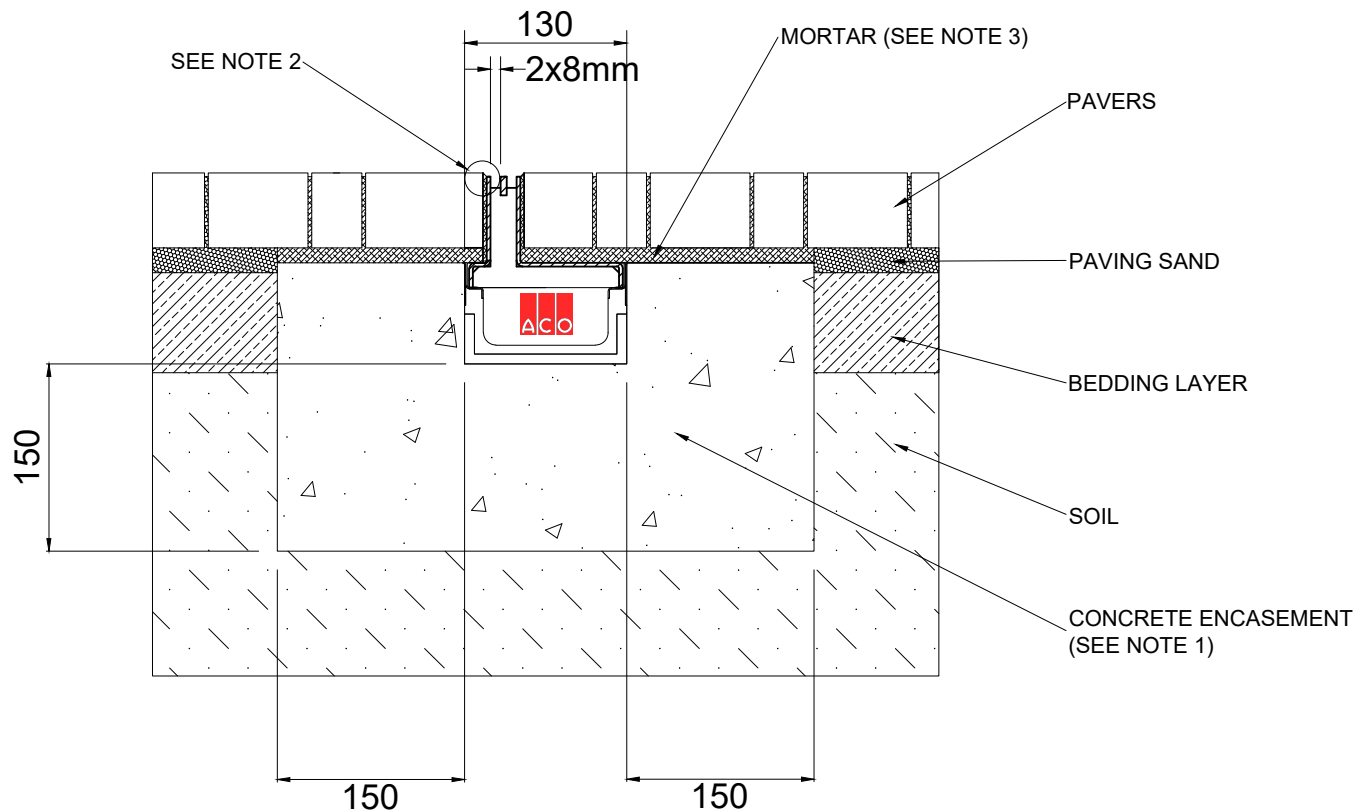 130
MORTAR (SEE NOTE 3)
SEE NOTE 2
2x8mm
PAVERS
PAVING SAND
ACO
BEDDING LAYER
150
SOIL
CONCRETE ENCASEMENT
(SEE NOTE 1)
150
150